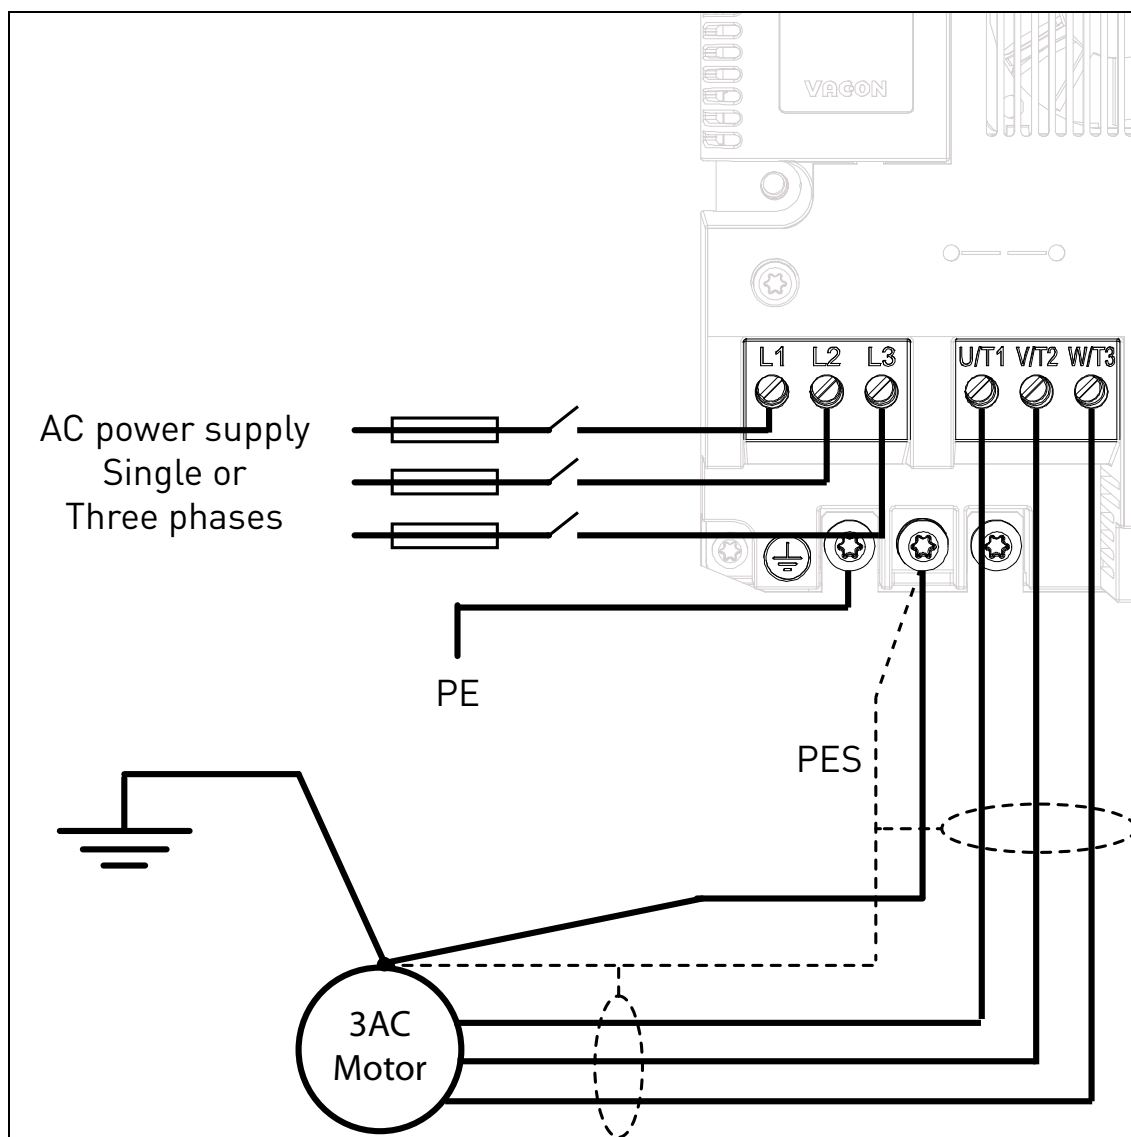 VACON
L1 L2 L3 U/T1 V/T2 W/T3
AC power supply
Single or
Three phases
PE
PES
3AC
Motor